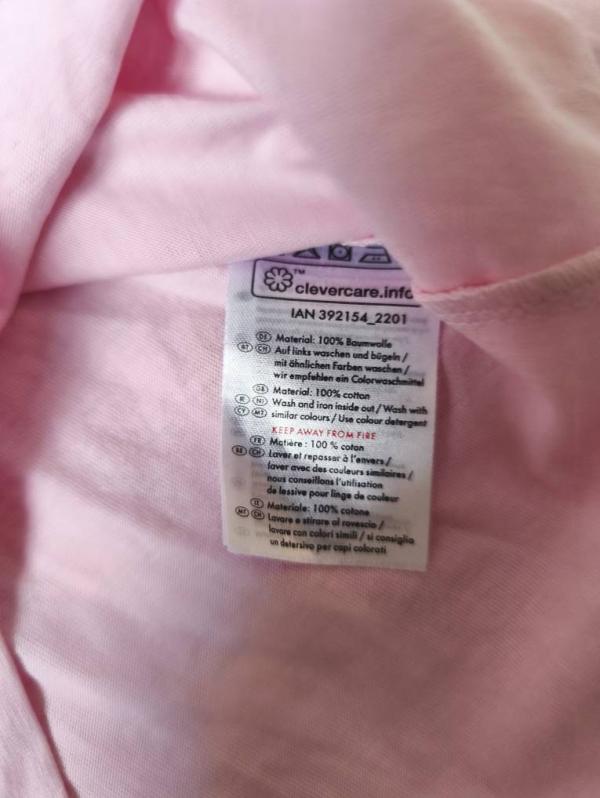 TM
clevercare.info
IAN 392154_2201
DE Material: 100% Baumwolle
AT CH Auf links waschen und bügeln /
mit ähnlichen Farben waschen /
wir empfehlen ein Colorwaschmittel
GB Material: 100% cotton
IE NI Wash and iron inside out / Wash with
CY MT similar colours / Use colour detergent
KEEP AWAY FROM FIRE
FR Matière : 100 % coton
BE CH Laver et repasser à l'envers /
laver avec des couleurs similaires /
nous conseillons l'utilisation
de lessive pour linge de couleur
Materiale: 100% cotone
CH Lavare e stirare al rovescio /
lavare con colori simili / si consiglia
un detersivo per capi colorati